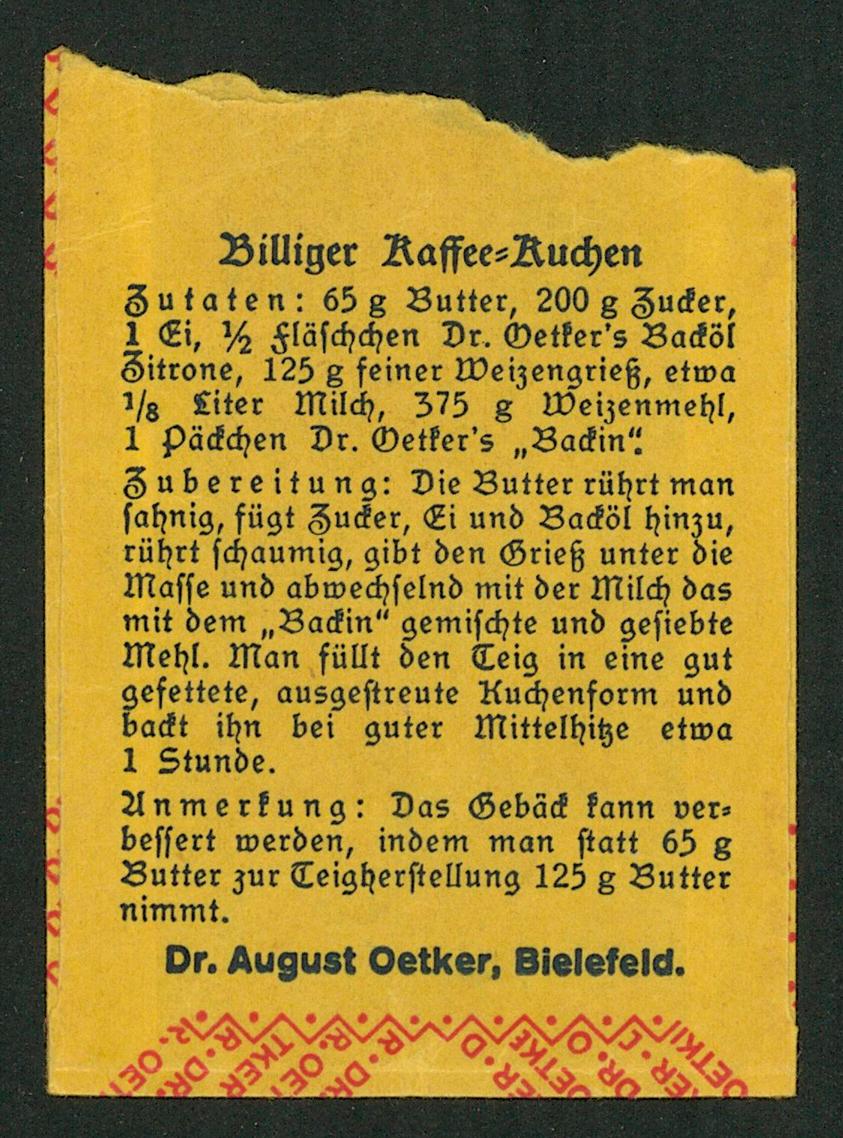 Billiger Kaffee=Kuchen
Zutaten: 65 g Butter, 200 g Zucker,
1 Ei, ½ Fläſchchen Dr. Oetker's Backöl
Zitrone, 125 g feiner Weizengrieß, etwa
1/8 Liter Milch, 375 g Weizenmehl,
1 Päckchen Dr. Oetker's „Backin“.
Zubereitung: Die Butter rührt man
ſahnig, fügt Zucker, Ei und Backöl hinzu,
rührt ſchaumig, gibt den Grieß unter die
Maſſe und abwechſelnd mit der Milch das
mit dem „Backin“ gemiſchte und geſiebte
Mehl. Man füllt den Teig in eine gut
gefettete, ausgeſtreute Kuchenform und
backt ihn bei guter Mittelhitze etwa
1 Stunde.
Anmerkung: Das Gebäck kann ver=
beſſert werden, indem man ſtatt 65 g
Butter zur Teigherſtellung 125 g Butter
nimmt.
Dr. August Oetker, Bielefeld.